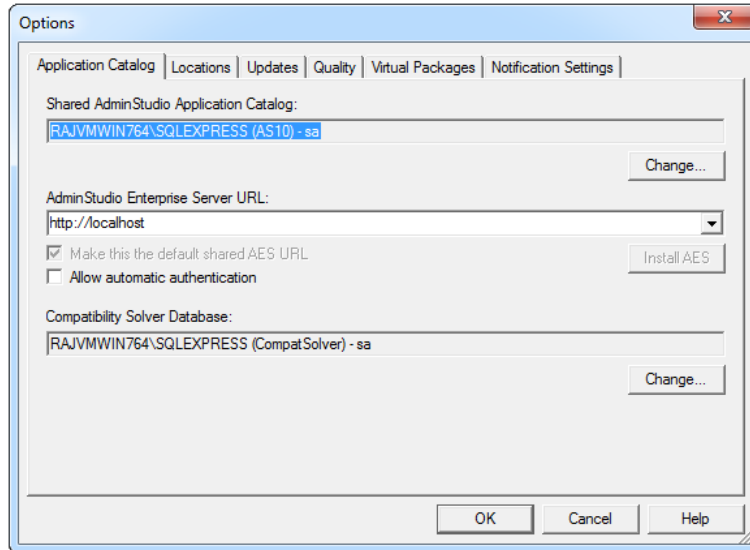 Options
Application Catalog Locations Updates Quality Virtual Packages Notification Settings
Shared AdminStudio Application Catalog:
RAJVMWIN764\SQLEXPRESS (AS10) - sa
Change...
AdminStudio Enterprise Server URL:
http://localhost
Make this the default shared AES URL
Install AES
Allow automatic authentication
Compatibility Solver Database:
RAJVMWIN764\SQLEXPRESS (CompatSolver) - sa
Change...
OK Cancel Help